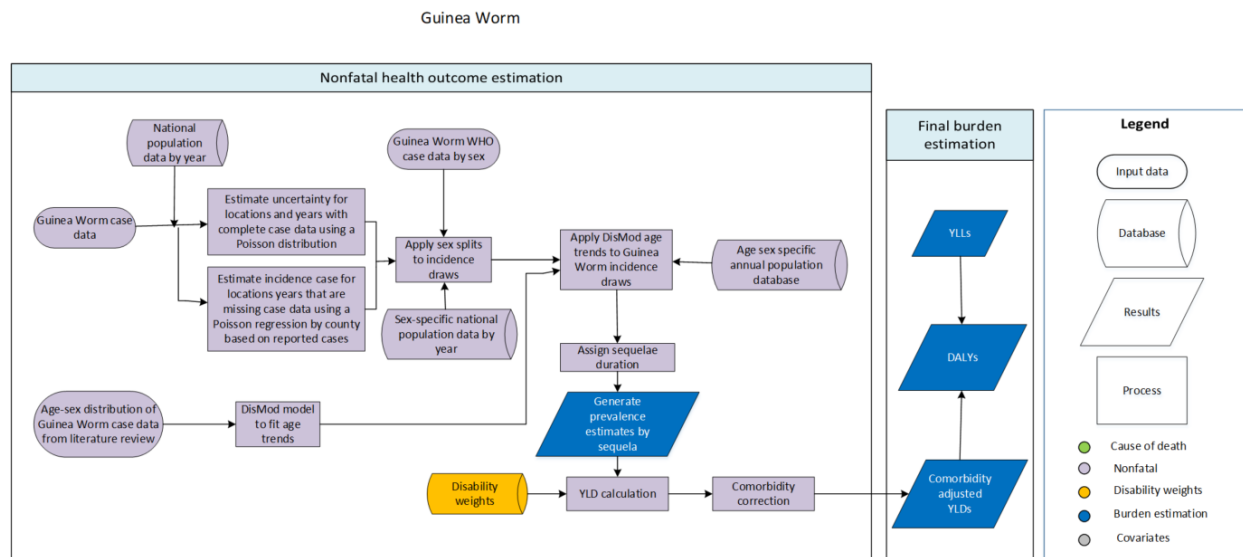 Guinea Worm
Nonfatal health outcome estimation
National
population
data by year
Guinea Worm WHO
case data by sex
Guinea Worm case
data
Estimate uncertainty for
locations and years with
complete case data using a
Poisson distribution
Estimate incidence case for
locations years that are
missing case data using a
Poisson regression by county
based on reported cases
Apply sex splits
to incidence
draws
Sex-specific national
population data by
year
Apply DisMod age
trends to Guinea
Worm incidence
draws
Age sex specific
annual population
database
Assign sequelae
duration
Age-sex distribution of
Guinea Worm case data
from literature review
DisMod model
to fit age
trends
Generate
prevalence
estimates by
sequela
Disability
weights
YLD calculation
Comorbidity
correction
Final burden
estimation
YLLs
DALYs
Comorbidity
adjusted
YLDs
Legend
Input data
Database
Results
Process
Cause of death
Nonfatal
Disability weights
Burden estimation
Covariates